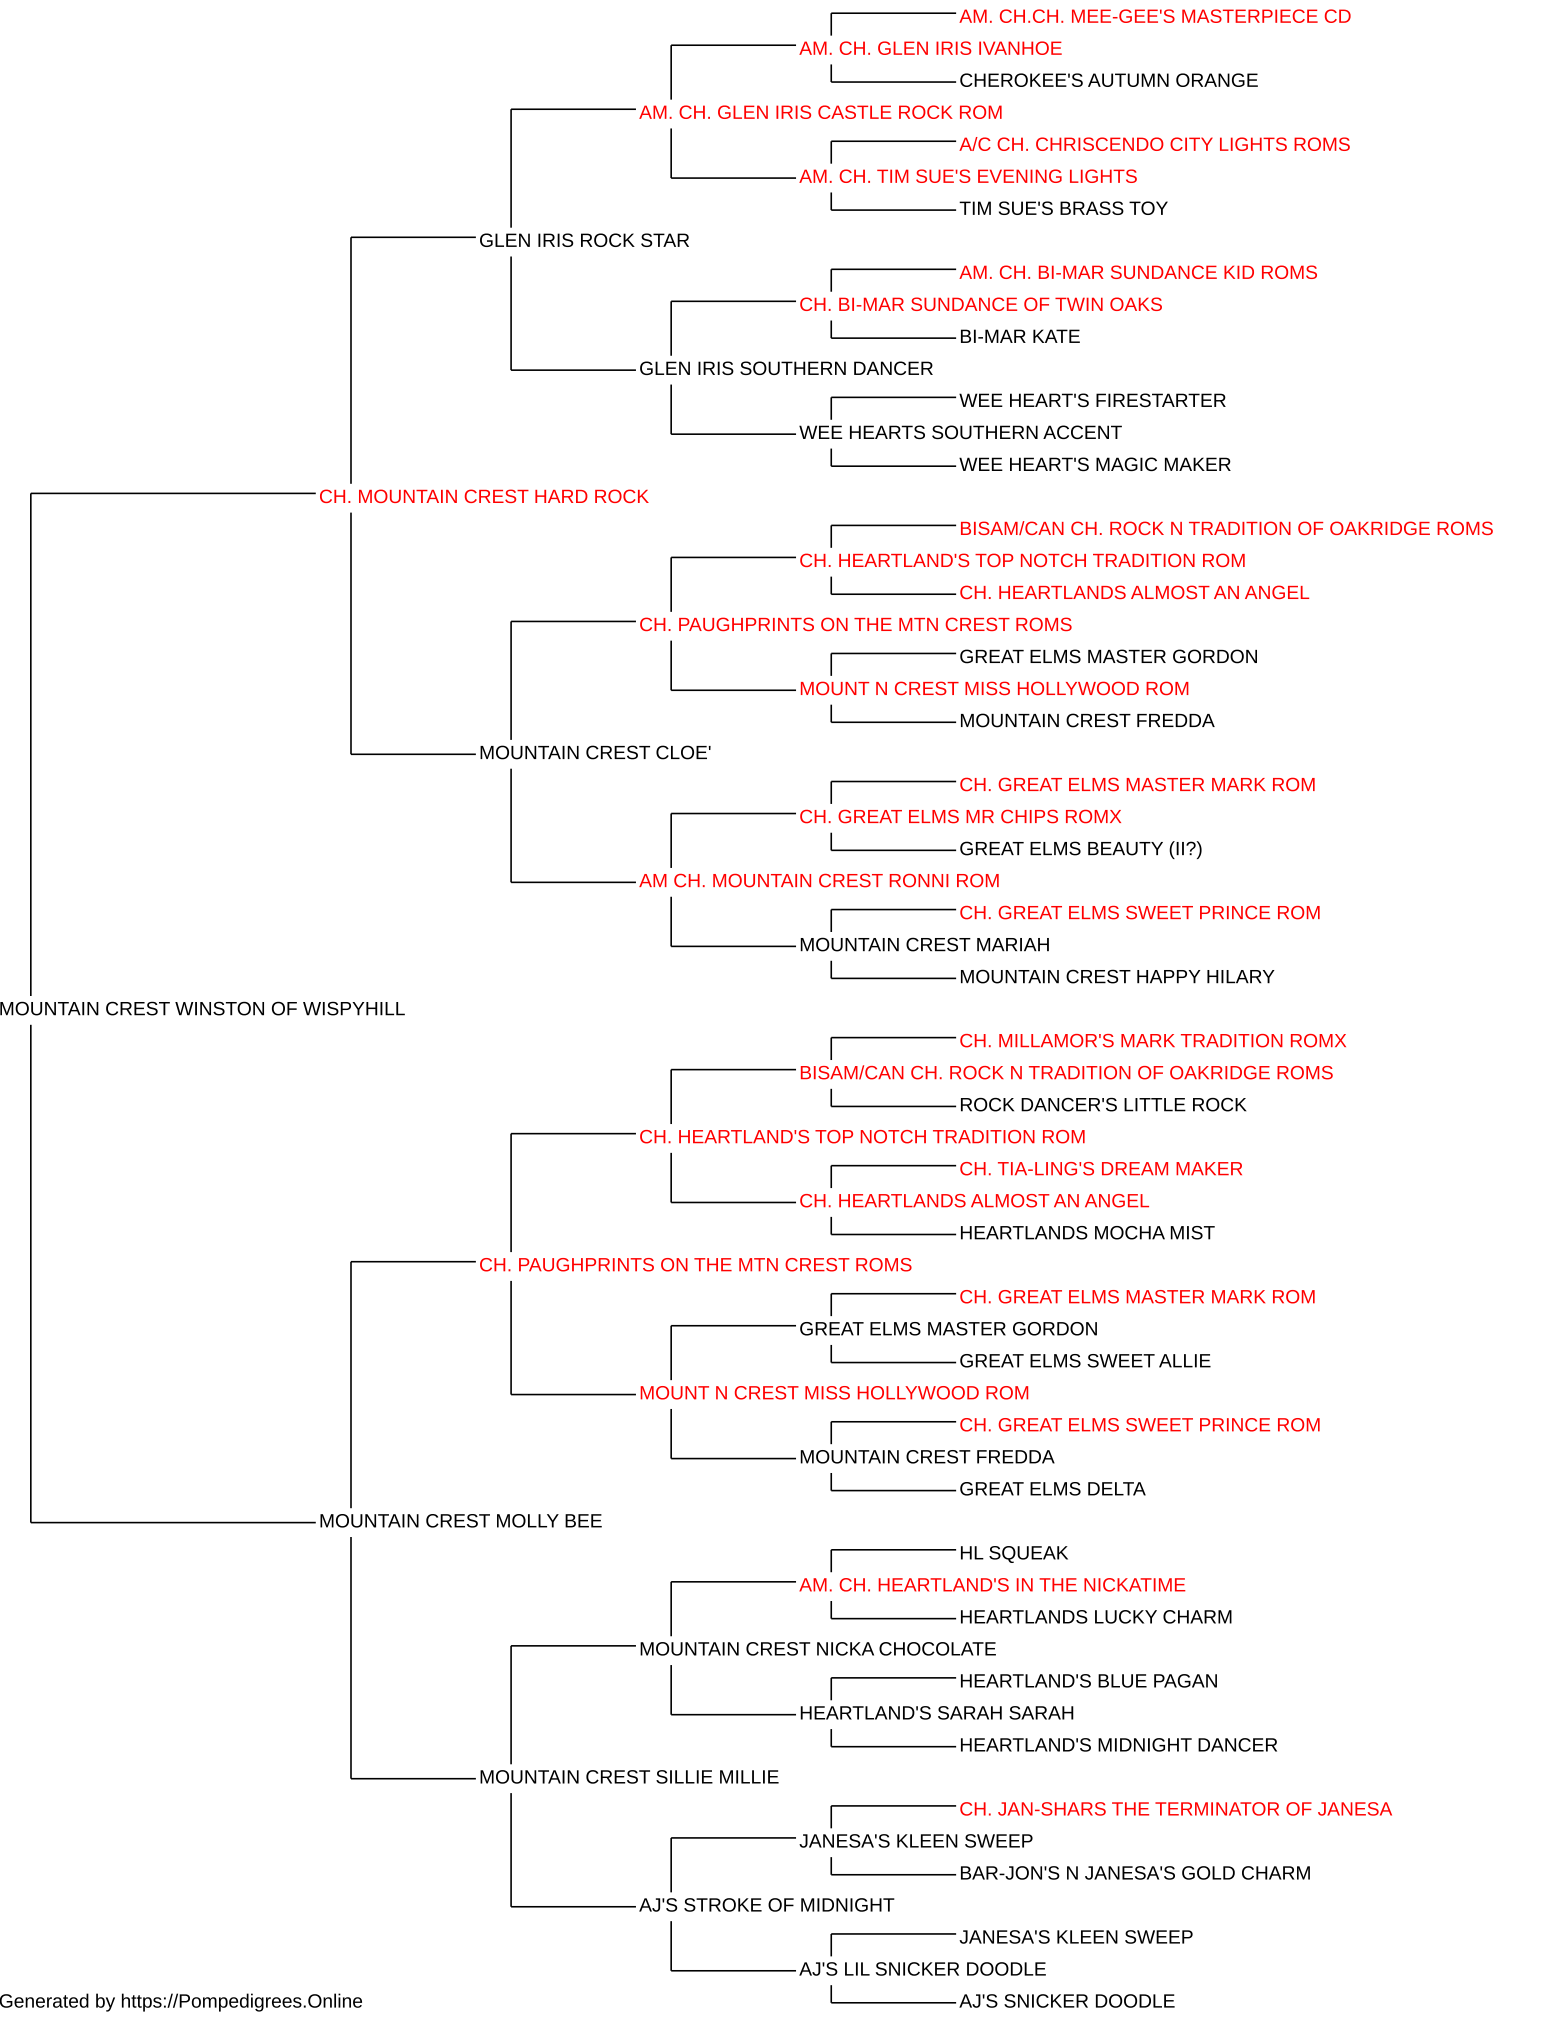 AM. CH.CH. MEE-GEE'S MASTERPIECE CD
AM. CH. GLEN IRIS IVANHOE
CHEROKEE'S AUTUMN ORANGE
AM. CH. GLEN IRIS CASTLE ROCK ROM
A/C CH. CHRISCENDO CITY LIGHTS ROMS
AM. CH. TIM SUE'S EVENING LIGHTS
TIM SUE'S BRASS TOY
GLEN IRIS ROCK STAR
AM. CH. BI-MAR SUNDANCE KID ROMS
CH. BI-MAR SUNDANCE OF TWIN OAKS
BI-MAR KATE
GLEN IRIS SOUTHERN DANCER
WEE HEART'S FIRESTARTER
WEE HEARTS SOUTHERN ACCENT
WEE HEART'S MAGIC MAKER
CH. MOUNTAIN CREST HARD ROCK
BISAM/CAN CH. ROCK N TRADITION OF OAKRIDGE ROMS
CH. HEARTLAND'S TOP NOTCH TRADITION ROM
CH. HEARTLANDS ALMOST AN ANGEL
CH. PAUGHPRINTS ON THE MTN CREST ROMS
GREAT ELMS MASTER GORDON
MOUNT N CREST MISS HOLLYWOOD ROM
MOUNTAIN CREST FREDDA
MOUNTAIN CREST CLOE'
CH. GREAT ELMS MASTER MARK ROM
CH. GREAT ELMS MR CHIPS ROMX
GREAT ELMS BEAUTY (II?)
AM CH. MOUNTAIN CREST RONNI ROM
CH. GREAT ELMS SWEET PRINCE ROM
MOUNTAIN CREST MARIAH
MOUNTAIN CREST HAPPY HILARY
MOUNTAIN CREST WINSTON OF WISPYHILL
CH. MILLAMOR'S MARK TRADITION ROMX
BISAM/CAN CH. ROCK N TRADITION OF OAKRIDGE ROMS
ROCK DANCER'S LITTLE ROCK
CH. HEARTLAND'S TOP NOTCH TRADITION ROM
CH. TIA-LING'S DREAM MAKER
CH. HEARTLANDS ALMOST AN ANGEL
HEARTLANDS MOCHA MIST
CH. PAUGHPRINTS ON THE MTN CREST ROMS
CH. GREAT ELMS MASTER MARK ROM
GREAT ELMS MASTER GORDON
GREAT ELMS SWEET ALLIE
MOUNT N CREST MISS HOLLYWOOD ROM
CH. GREAT ELMS SWEET PRINCE ROM
MOUNTAIN CREST FREDDA
GREAT ELMS DELTA
MOUNTAIN CREST MOLLY BEE
HL SQUEAK
AM. CH. HEARTLAND'S IN THE NICKATIME
HEARTLANDS LUCKY CHARM
MOUNTAIN CREST NICKA CHOCOLATE
HEARTLAND'S BLUE PAGAN
HEARTLAND'S SARAH SARAH
HEARTLAND'S MIDNIGHT DANCER
MOUNTAIN CREST SILLIE MILLIE
CH. JAN-SHARS THE TERMINATOR OF JANESA
JANESA'S KLEEN SWEEP
BAR-JON'S N JANESA'S GOLD CHARM
AJ'S STROKE OF MIDNIGHT
JANESA'S KLEEN SWEEP
AJ'S LIL SNICKER DOODLE
AJ'S SNICKER DOODLE
Generated by https://Pompedigrees.Online